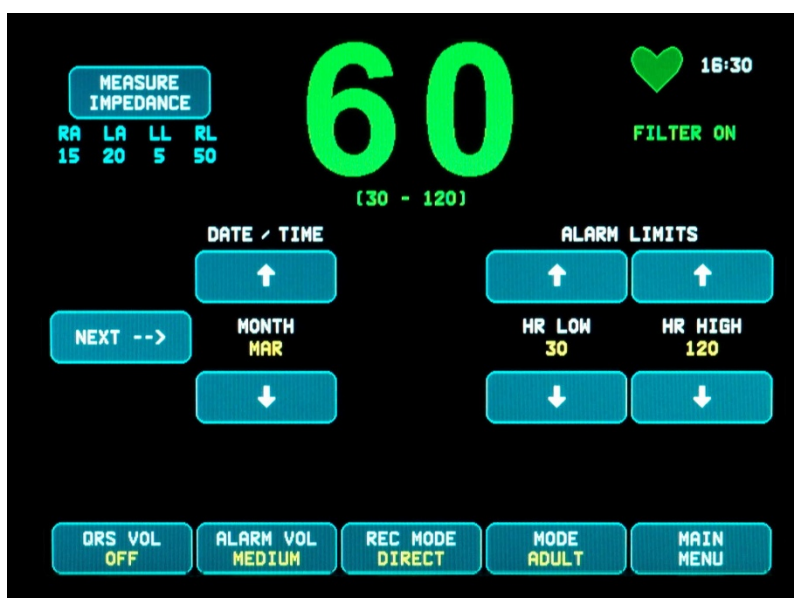 MEASURE
IMPEDANCE
RA LA LL RL
15 20 5 50
60
(30 - 120)
16:30
FILTER ON
DATE / TIME
ALARM LIMITS
NEXT -->
MONTH
MAR
HR LOW
30
HR HIGH
120
QRS VOL
OFF
ALARM VOL
MEDIUM
REC MODE
DIRECT
MODE
ADULT
MAIN
MENU